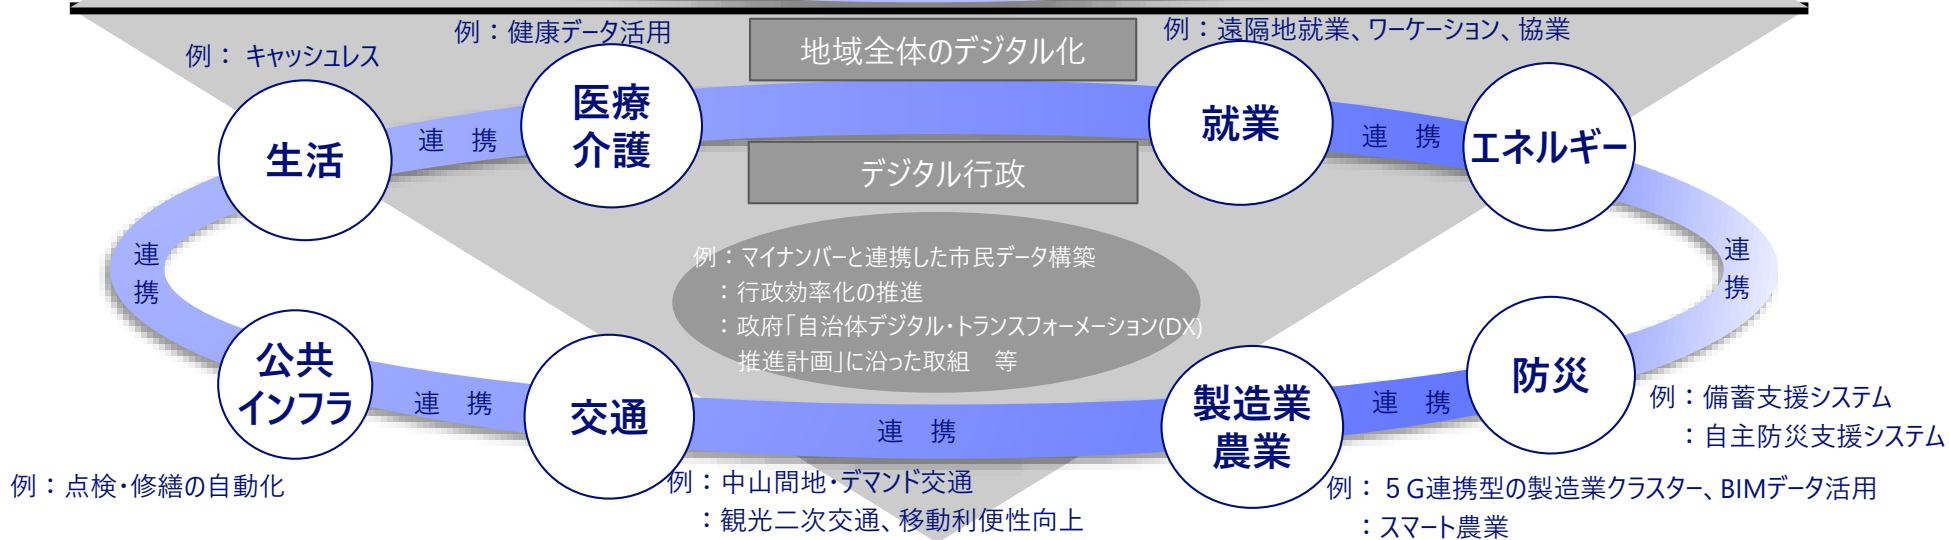 例：健康データ活用
例：遠隔地就業、ワーケーション、協業
例： キャッシュレス
地域全体のデジタル化
医療
介護
就業
生活
連 携
連 携
エネルギー
デジタル行政
連
携
連
携
例：マイナンバーと連携した市民データ構築
：行政効率化の推進
：政府「自治体デジタル・トランスフォーメーション(DX)
推進計画」に沿った取組　等
公共
インフラ
連 携
交通
連 携
製造業
農業
連 携
防災
例：備蓄支援システム
：自主防災支援システム
例：点検・修繕の自動化
例：中山間地・デマンド交通
：観光二次交通、移動利便性向上
例：５G連携型の製造業クラスター、BIMデータ活用
：スマート農業